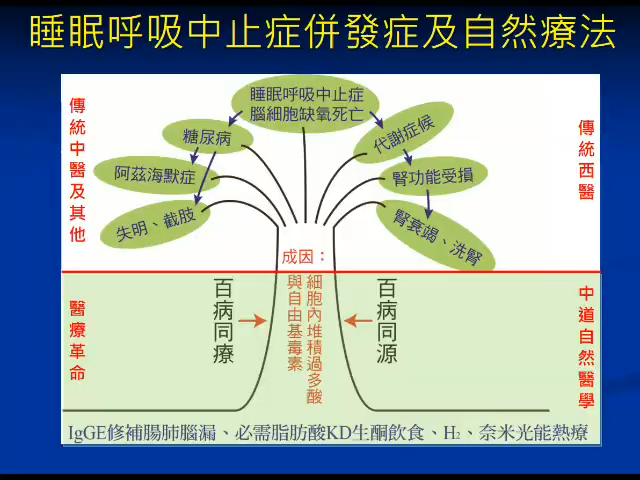 睡眠呼吸中止症併發症及自然療法
傳統中醫及其他
睡眠呼吸中止症
腦細胞缺氧死亡
糖尿病
代謝症候
阿茲海默症
腎功能受損
失明、截肢
腎衰竭、洗腎
傳統西醫
成因：
細胞內堆積過多酸
與自由基毒素
醫療革命
百病同療
百病同源
中道自然醫學
IgGE修補腸肺腦漏、必需脂肪酸KD生酮飲食、H2、奈米光能熱療